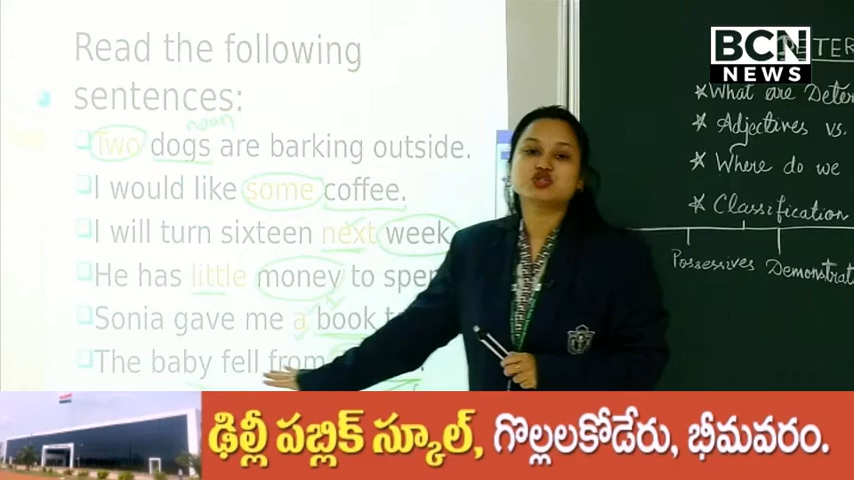 Read the following
sentences:
noun
Two dogs are barking outside.
I would like some coffee.
I will turn sixteen next week
He has little money to spen
Sonia gave me a book
The baby fell from
BCN
NEWS
DETER
*What are Deter
*Adjectives vs.
*Where do we
*Classification
Possessives Demonstrat
ఢిల్లీ పబ్లిక్ స్కూల్, గొల్లలకోడేరు, భీమవరం.